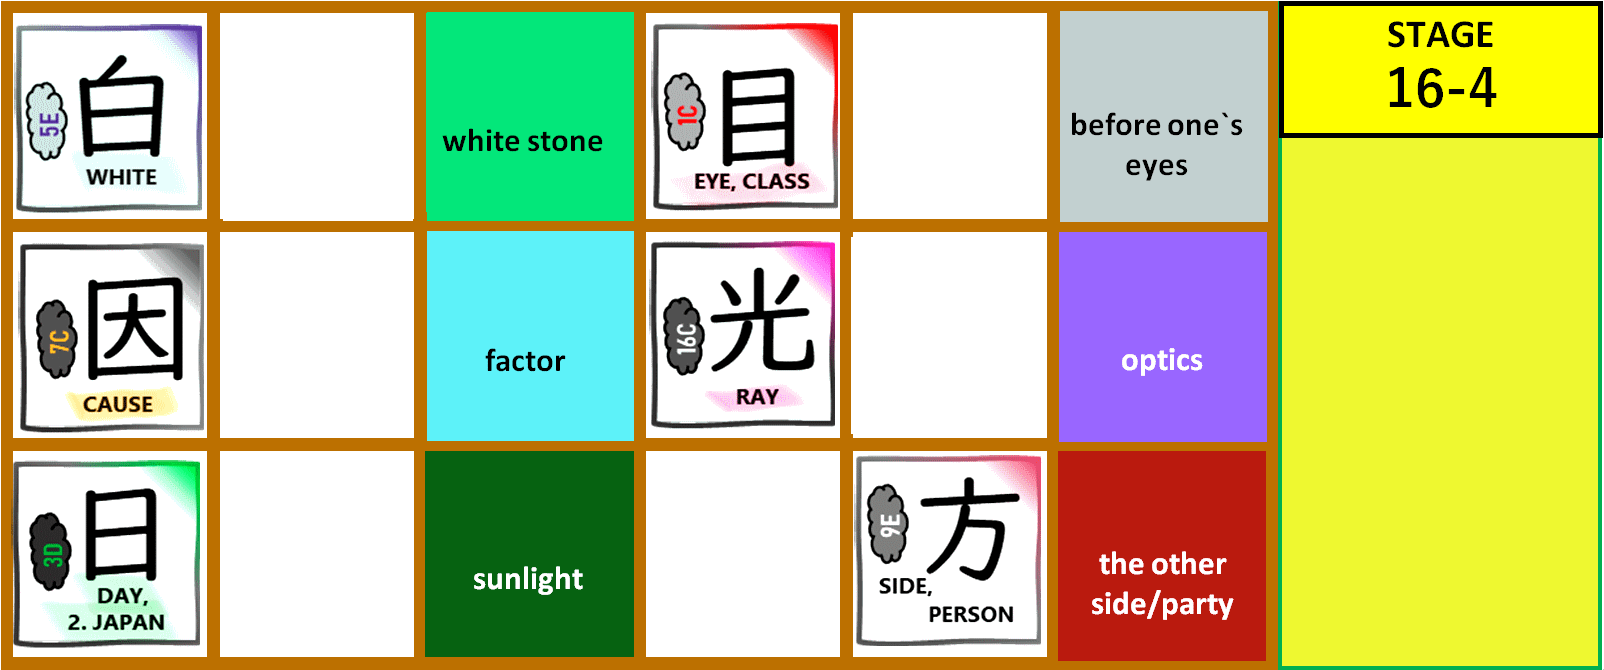 5E
白
WHITE
white stone
1C
目
EYE, CLASS
before one`s
eyes
STAGE
16-4
7C
因
CAUSE
factor
16C
光
RAY
optics
3D
日
DAY,
2. JAPAN
sunlight
9E
方
SIDE,
PERSON
the other
side/party